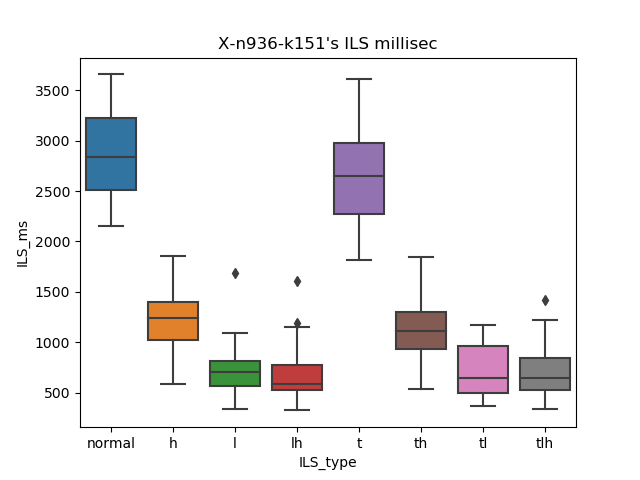 X-n936-k151's ILS millisec
ILS_ms
3500
3000
2500
2000
1500
1000
500
normal h l lh t th tl tlh
ILS_type